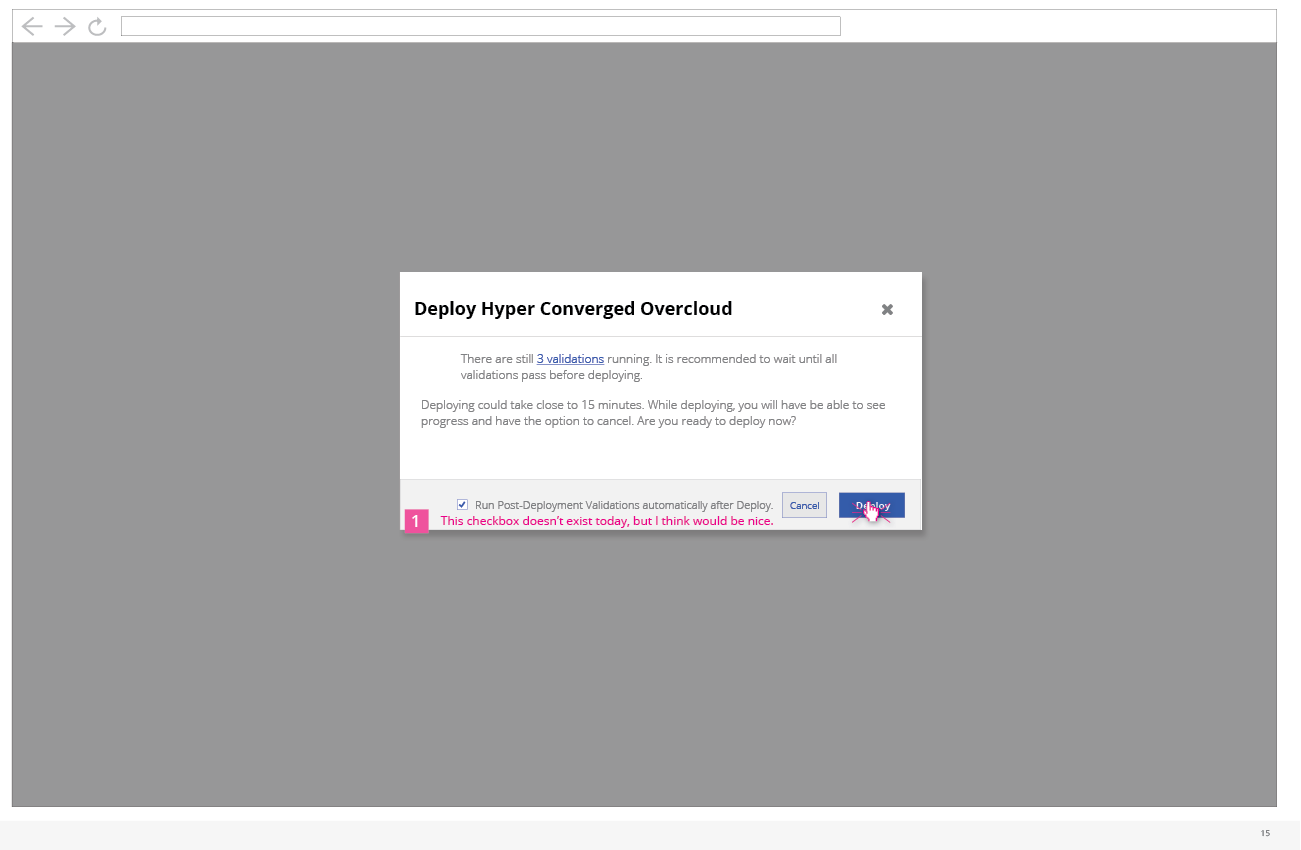 Deploy Hyper Converged Overcloud
There are still 3 validations running. It is recommended to wait until all
validations pass before deploying.
Deploying could take close to 15 minutes. While deploying, you will have be able to see
progress and have the option to cancel. Are you ready to deploy now?
Run Post-Deployment Validations automatically after Deploy.
Cancel
Deploy
1
This checkbox doesn’t exist today, but I think would be nice.
15